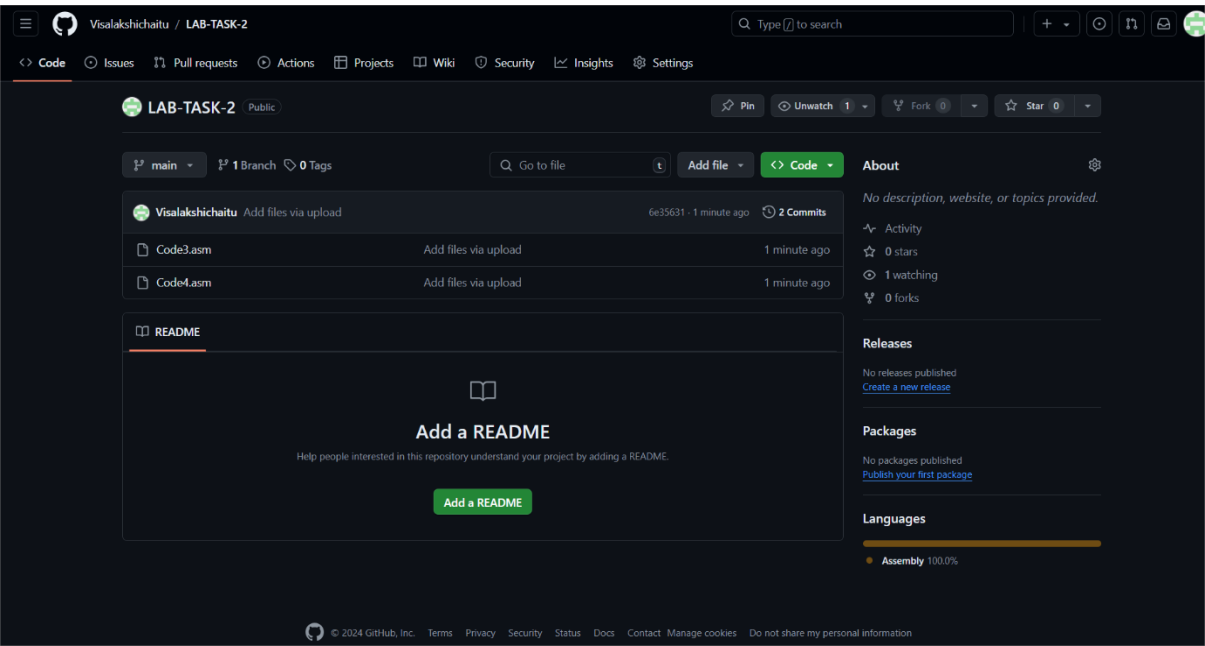 Visalakshichaitu / LAB-TASK-2
Type / to search
Code Issues Pull requests Actions Projects Wiki Security Insights Settings
LAB-TASK-2 Public
Pin Unwatch 1 Fork 0 Star 0
main 1 Branch 0 Tags
Go to file t Add file <> Code
Visalakshichaitu Add files via upload 6e35631 · 1 minute ago 2 Commits
Code3.asm Add files via upload 1 minute ago
Code4.asm Add files via upload 1 minute ago
README
Add a README
Help people interested in this repository understand your project by adding a README.
Add a README
About
No description, website, or topics provided.
Activity
0 stars
1 watching
0 forks
Releases
No releases published
Create a new release
Packages
No packages published
Publish your first package
Languages
Assembly 100.0%
© 2024 GitHub, Inc. Terms Privacy Security Status Docs Contact Manage cookies Do not share my personal information